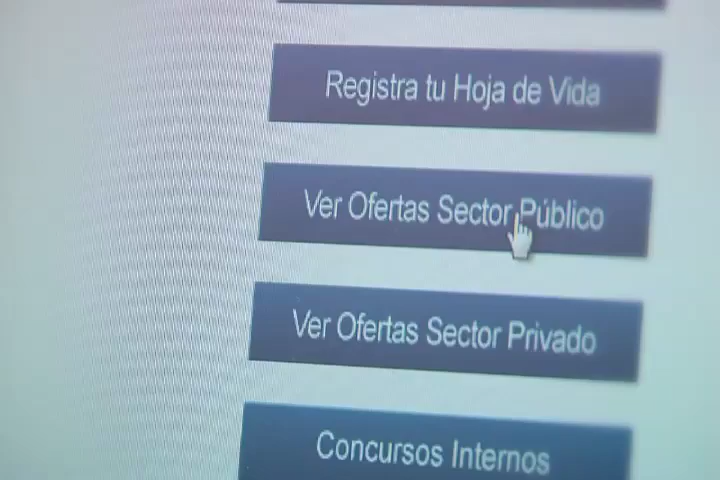 Registra tu Hoja de Vida
Ver Ofertas Sector Público
Ver Ofertas Sector Privado
Concursos Internos